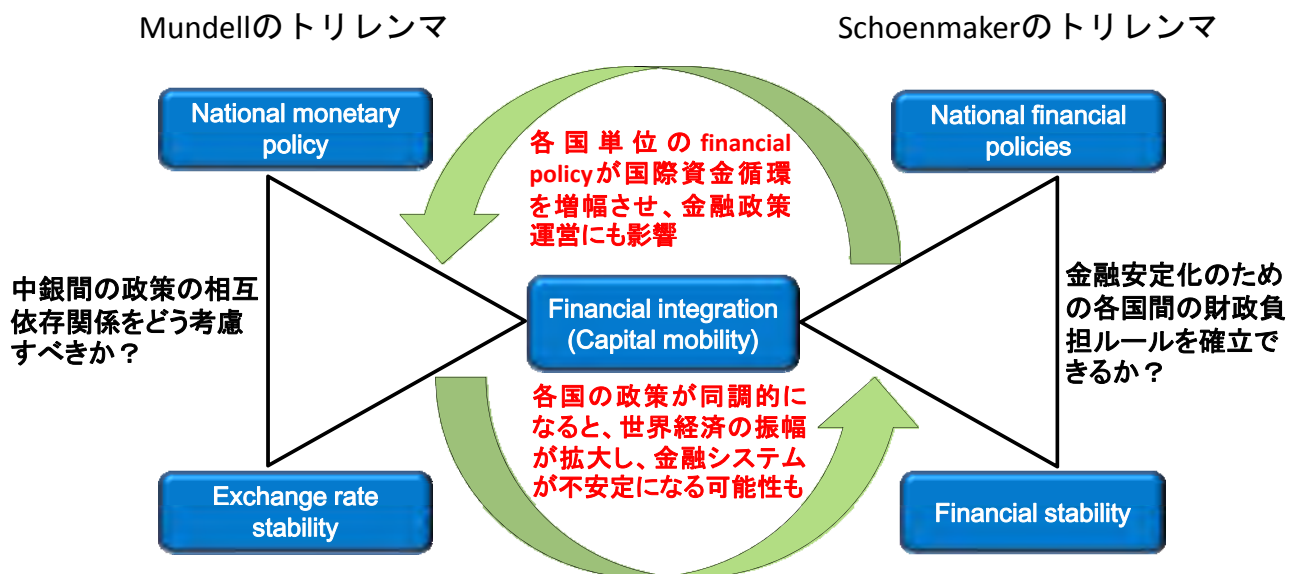 Mundellのトリレンマ
Schoenmakerのトリレンマ
National monetary
policy
National financial
policies
各国単位のfinancial
policyが国際資金循環
を増幅させ、金融政策
運営にも影響
中銀間の政策の相互
依存関係をどう考慮
すべきか？
Financial integration
(Capital mobility)
金融安定化のため
の各国間の財政負
担ルールを確立で
きるか？
各国の政策が同調的に
なると、世界経済の振幅
が拡大し、金融システム
が不安定になる可能性も
Exchange rate
stability
Financial stability